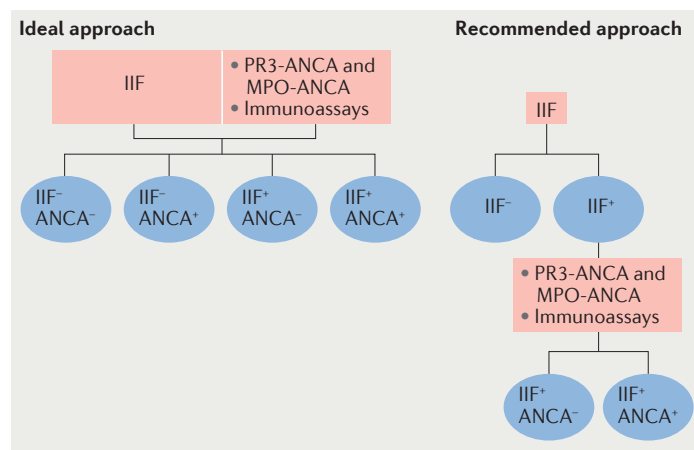 Ideal approach
IIF
• PR3-ANCA and
MPO-ANCA
• Immunoassays
IIF⁻
ANCA⁻
IIF⁻
ANCA⁺
IIF⁺
ANCA⁻
IIF⁺
ANCA⁺
Recommended approach
IIF
IIF⁻
IIF⁺
• PR3-ANCA and
MPO-ANCA
• Immunoassays
IIF⁺
ANCA⁻
IIF⁺
ANCA⁺